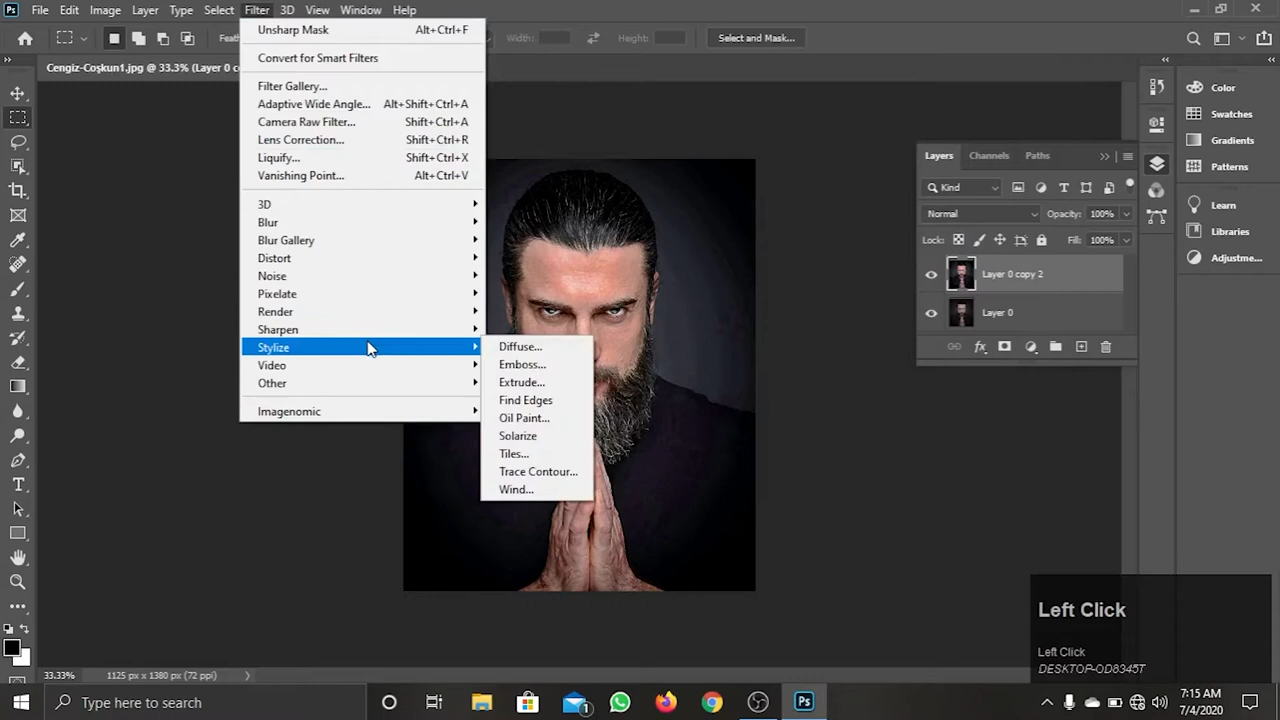 File Edit Image Layer Type Select Filter 3D View Window Help
Width: Height: Select and Mask...
Cengiz-Coşkun1.jpg @ 33.3% (Layer 0 c
Unsharp Mask Alt+Ctrl+F
Convert for Smart Filters
Filter Gallery...
Adaptive Wide Angle... Alt+Shift+Ctrl+A
Camera Raw Filter... Shift+Ctrl+A
Lens Correction... Shift+Ctrl+R
Liquify... Shift+Ctrl+X
Vanishing Point... Alt+Ctrl+V
3D
Blur
Blur Gallery
Distort
Noise
Pixelate
Render
Sharpen
Stylize
Video
Other
Imagenomic
Diffuse...
Emboss...
Extrude...
Find Edges
Oil Paint...
Solarize
Tiles...
Trace Contour...
Wind...
Layers Channels Paths
Kind
Normal Opacity: 100%
Lock: Fill: 100%
Layer 0 copy 2
Layer 0
Color
Swatches
Gradients
Patterns
Learn
Libraries
Adjustme...
Left Click
Left Click
DESKTOP-OD8345T
33.33% 1125 px x 1380 px (72 ppi)
Type here to search
7:15 AM
7/4/2020